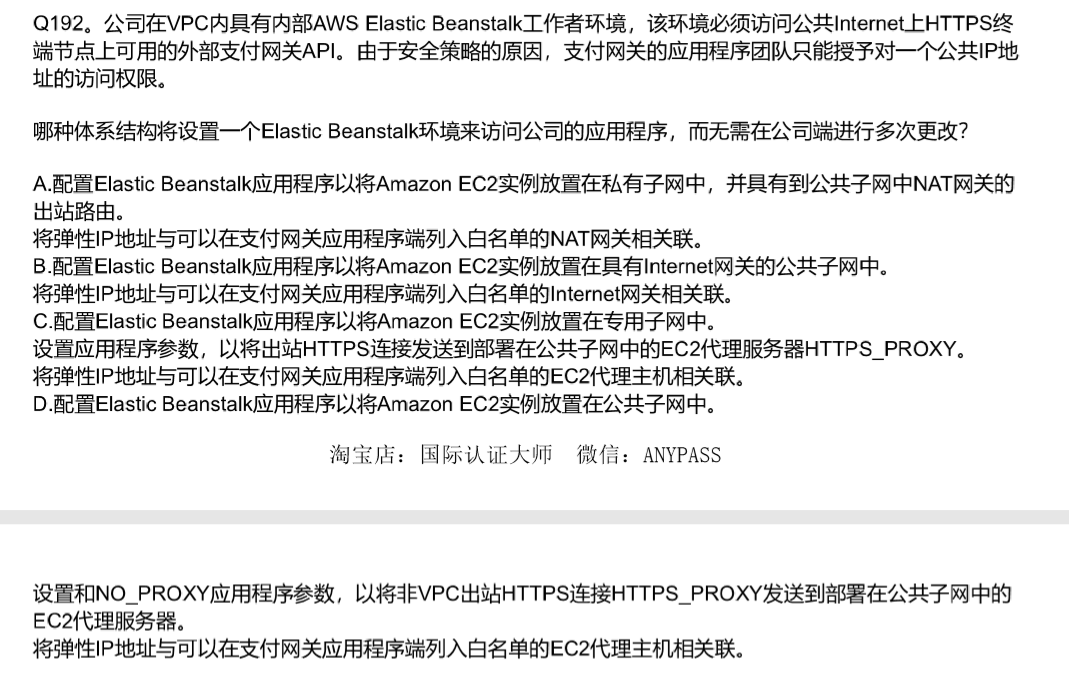 Q192。公司在VPC内具有内部AWS Elastic Beanstalk工作者环境，该环境必须访问公共Internet上HTTPS终
端节点上可用的外部支付网关API。由于安全策略的原因，支付网关的应用程序团队只能授予对一个公共IP地
址的访问权限。
哪种体系结构将设置一个Elastic Beanstalk环境来访问公司的应用程序，而无需在公司端进行多次更改？
A.配置Elastic Beanstalk应用程序以将Amazon EC2实例放置在私有子网中，并具有到公共子网中NAT网关的
出站路由。
将弹性IP地址与可以在支付网关应用程序端列入白名单的NAT网关相关联。
B.配置Elastic Beanstalk应用程序以将Amazon EC2实例放置在具有Internet网关的公共子网中。
将弹性IP地址与可以在支付网关应用程序端列入白名单的Internet网关相关联。
C.配置Elastic Beanstalk应用程序以将Amazon EC2实例放置在专用子网中。
设置应用程序参数，以将出站HTTPS连接发送到部署在公共子网中的EC2代理服务器HTTPS_PROXY。
将弹性IP地址与可以在支付网关应用程序端列入白名单的EC2代理主机相关联。
D.配置Elastic Beanstalk应用程序以将Amazon EC2实例放置在公共子网中。
淘宝店：国际认证大师 微信：ANYPASS
设置和NO_PROXY应用程序参数，以将非VPC出站HTTPS连接HTTPS_PROXY发送到部署在公共子网中的
EC2代理服务器。
将弹性IP地址与可以在支付网关应用程序端列入白名单的EC2代理主机相关联。